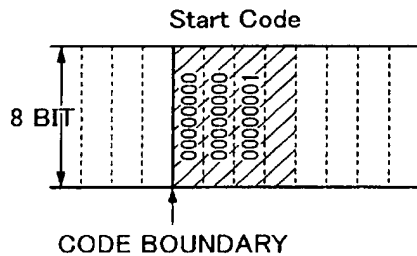 Start Code
8 BIT
00000000
00000000
00000001
CODE BOUNDARY